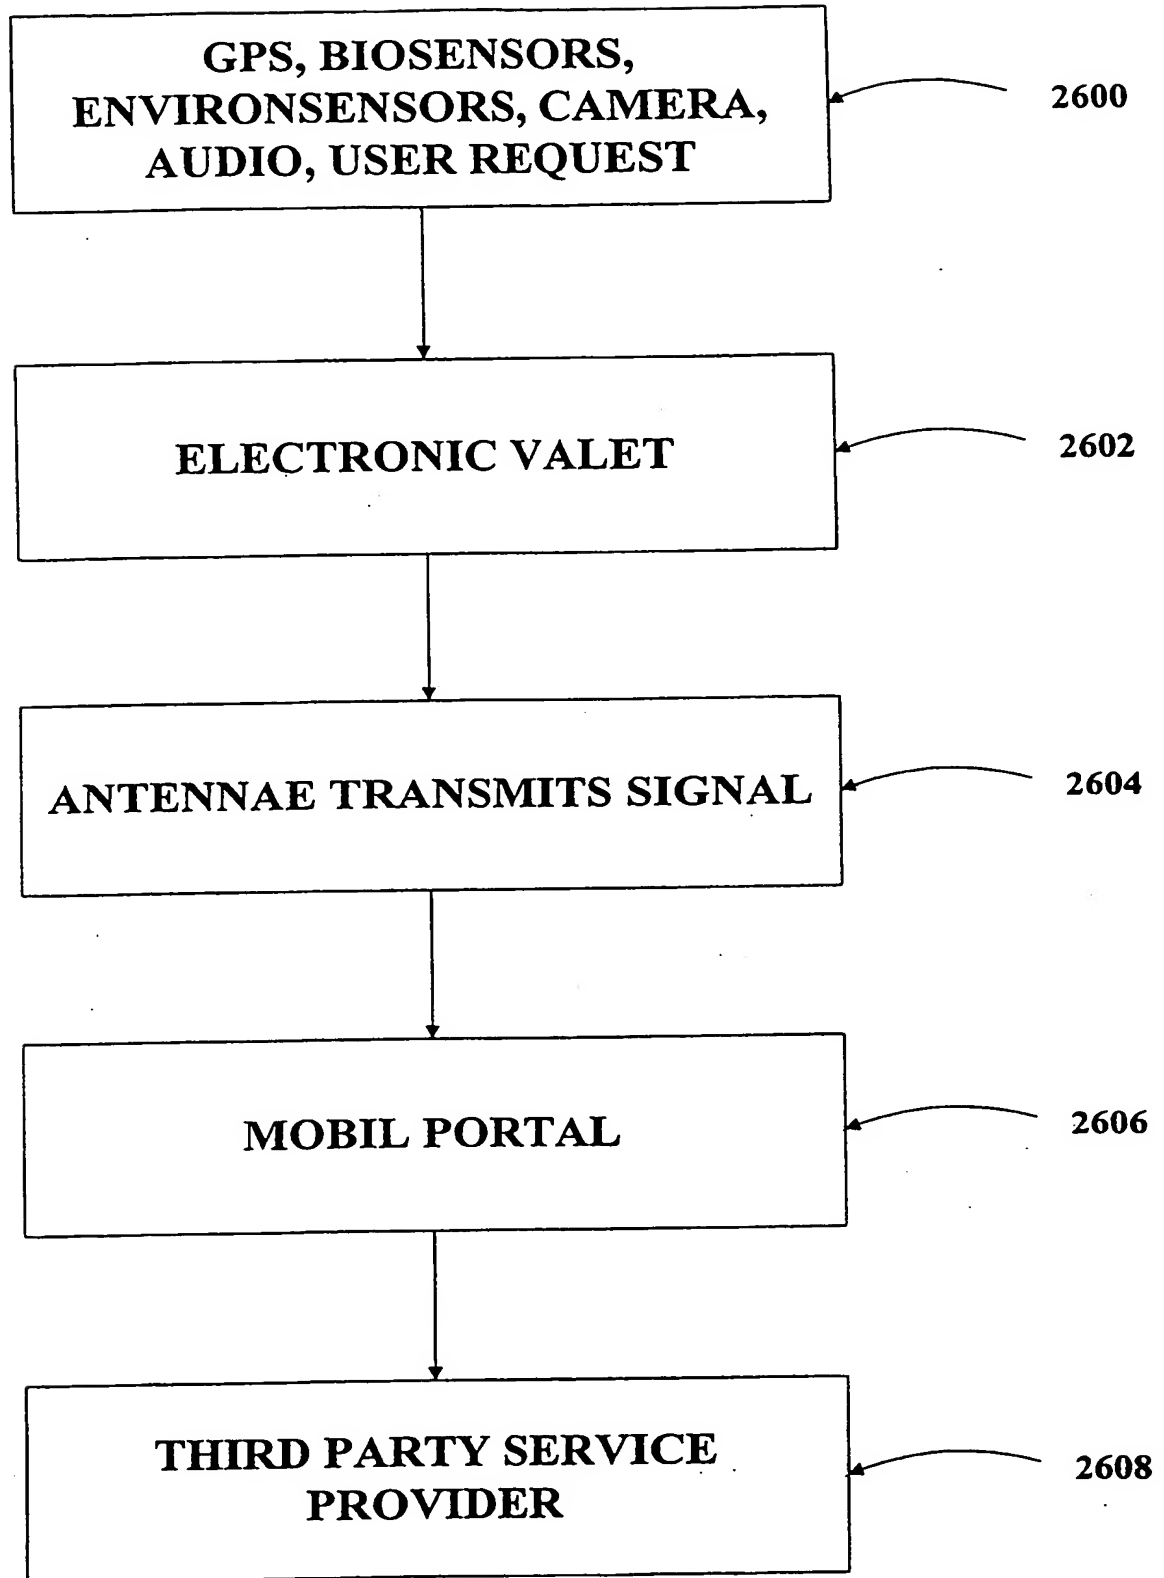 GPS, BIOSENSORS,
ENVIRONSENSORS, CAMERA,
AUDIO, USER REQUEST
2600
ELECTRONIC VALET
2602
ANTENNAE TRANSMITS SIGNAL
2604
MOBIL PORTAL
2606
THIRD PARTY SERVICE
PROVIDER
2608